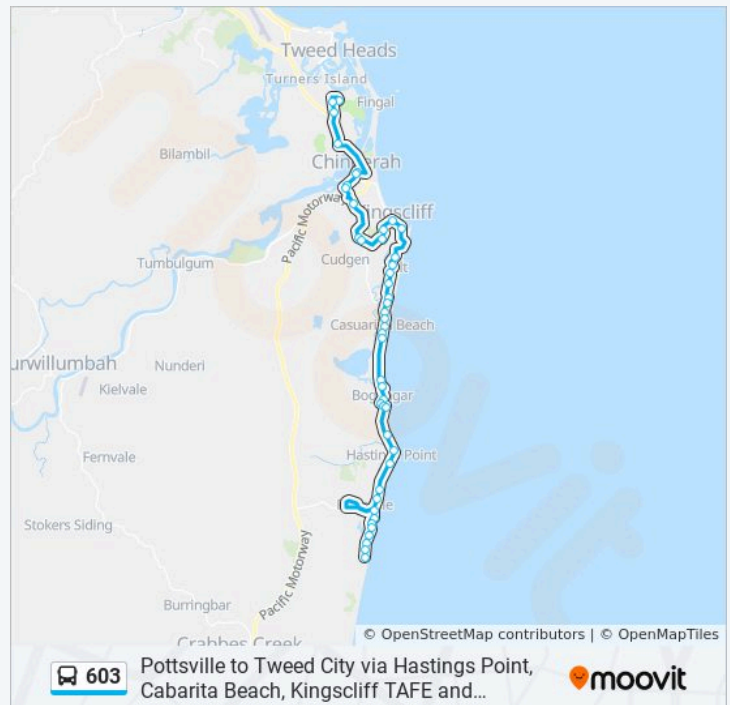 Tweed Heads
Turners Island
Fingal
Bilambil
Kingscliff
Pacific Motorway
Tumbulgum
Cudgen
Casuarina Beach
urwillumbah
Nunderi
Kielvale
Hastings Point
Fernvale
Stokers Siding
Pacific Motorway
Burringbar
Crabbes Creek
© OpenStreetMap contributors | © OpenMapTiles
603
Pottsville to Tweed City via Hastings Point,
Cabarita Beach, Kingscliff TAFE and...
moovit